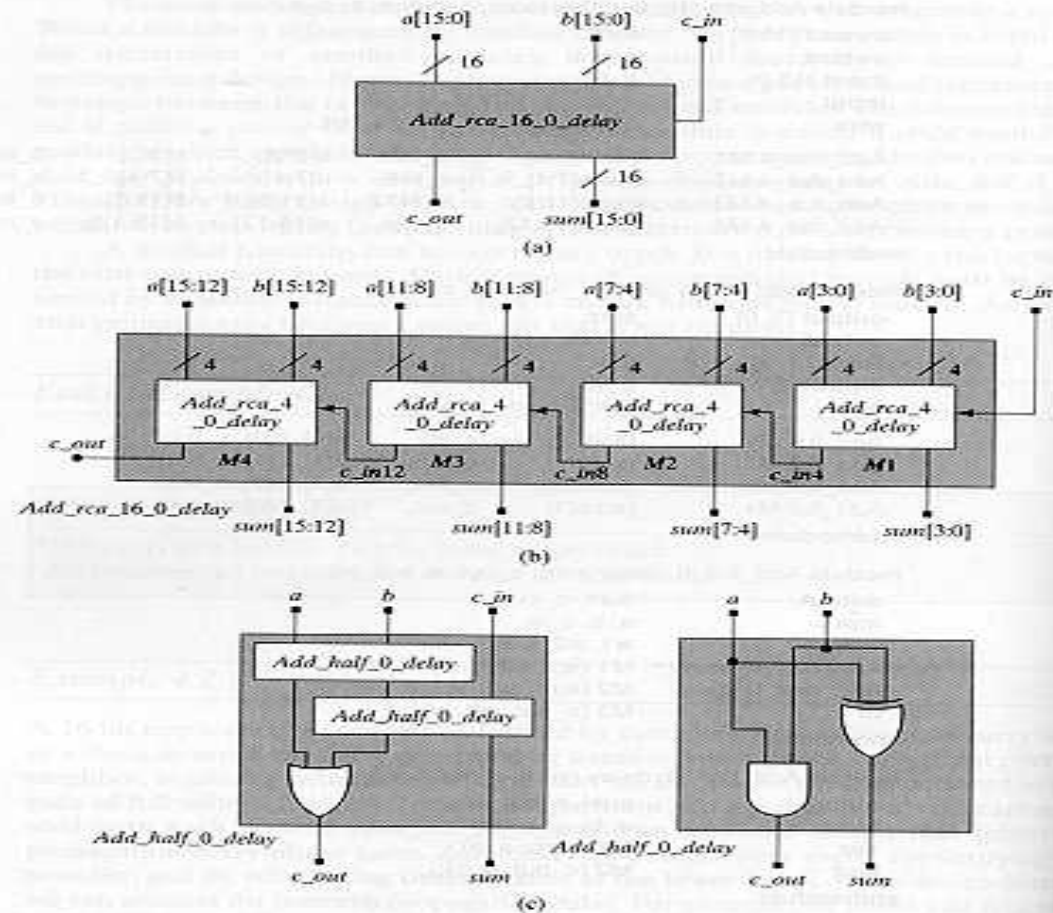 a[15:0] b[15:0] c_in
16 16
Add_rca_16_0_delay
16
c_out sum[15:0]
(a)
a[15:12] b[15:12] a[11:8] b[11:8] a[7:4] b[7:4] a[3:0] b[3:0] c_in
4 4 4 4 4 4 4 4
Add_rca_4 Add_rca_4 Add_rca_4 Add_rca_4
_0_delay _0_delay _0_delay _0_delay
c_out M4 c_in12 M3 c_in8 M2 c_in4 M1
Add_rca_16_0_delay sum[15:12] sum[11:8] sum[7:4] sum[3:0]
(b)
a b c_in a b
Add_half_0_delay
Add_half_0_delay
Add_half_0_delay Add_half_0_delay
c_out sum c_out sum
(c)